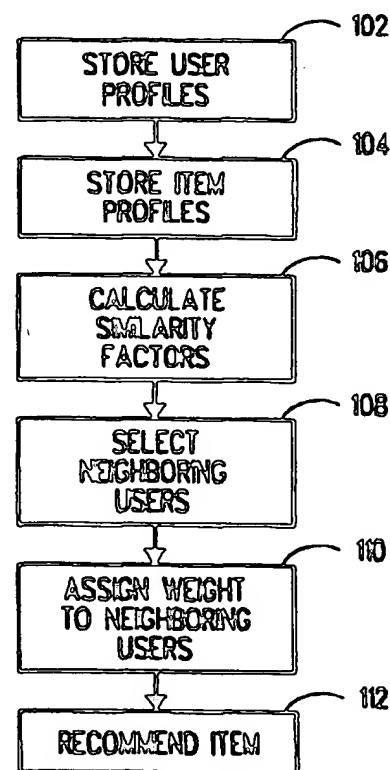 102
STORE USER
PROFILES
104
STORE ITEM
PROFILES
106
CALCULATE
SIMILARITY
FACTORS
108
SELECT
NEIGHBORING
USERS
110
ASSIGN WEIGHT
TO NEIGHBORING
USERS
112
RECOMMEND ITEM